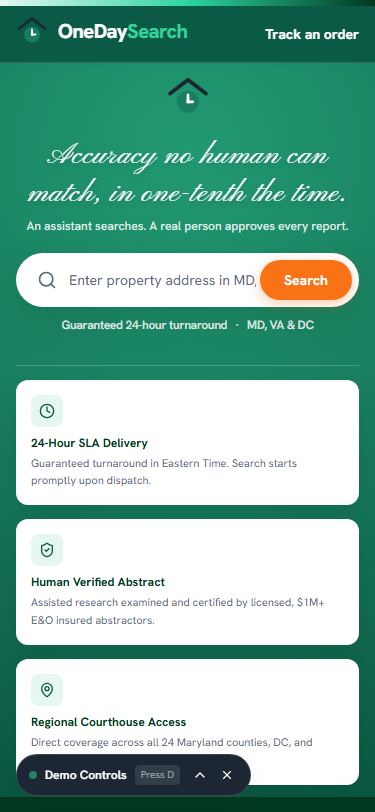 OneDaySearch
Track an order
Accuracy no human can
match, in one-tenth the time.
An assistant searches. A real person approves every report.
Enter property address in MD,
Search
Guaranteed 24-hour turnaround · MD, VA & DC
24-Hour SLA Delivery
Guaranteed turnaround in Eastern Time. Search starts
promptly upon dispatch.
Human Verified Abstract
Assisted research examined and certified by licensed, $1M+
E&O insured abstractors.
Regional Courthouse Access
Direct coverage across all 24 Maryland counties, DC, and
Demo Controls Press D